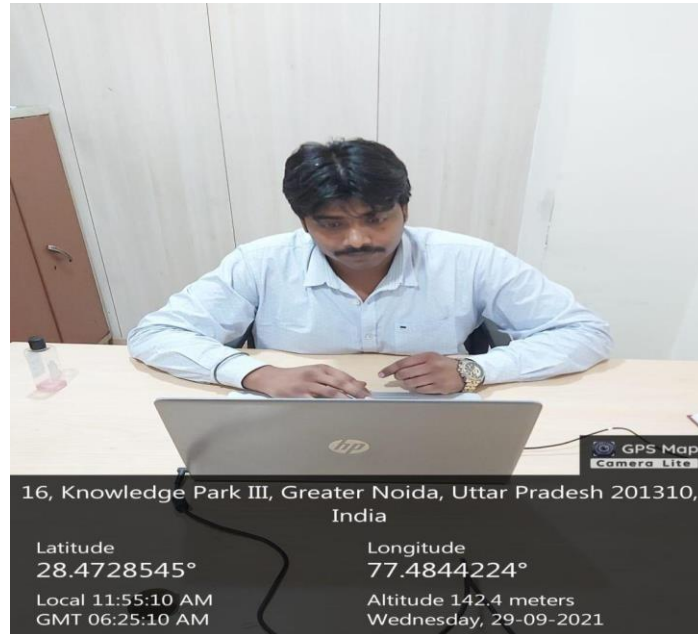 hp
GPS Map
Camera Lite
16, Knowledge Park III, Greater Noida, Uttar Pradesh 201310,
India
Latitude
28.4728545°
Longitude
77.4844224°
Local 11:55:10 AM
GMT 06:25:10 AM
Altitude 142.4 meters
Wednesday, 29-09-2021